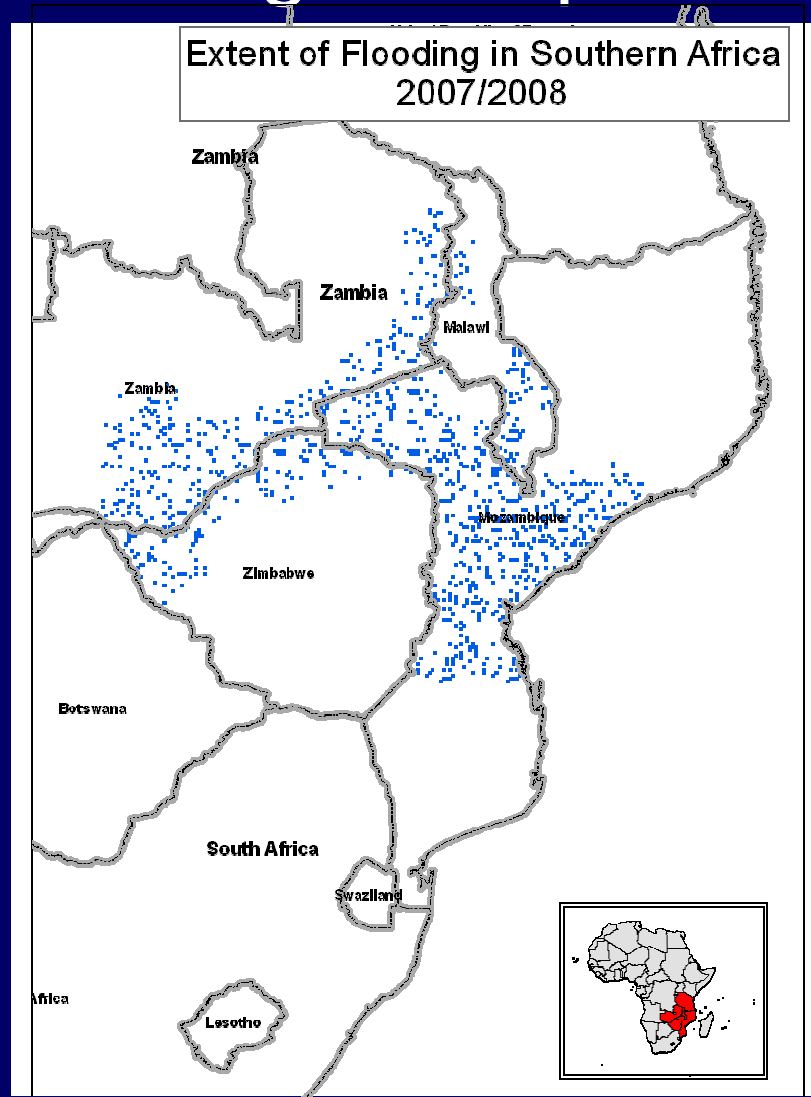 Extent of Flooding in Southern Africa
2007/2008
Zambia
Zambia
Malawi
Zambia
Mozambique
Zimbabwe
Botswana
South Africa
Swaziland
Africa
Lesotho